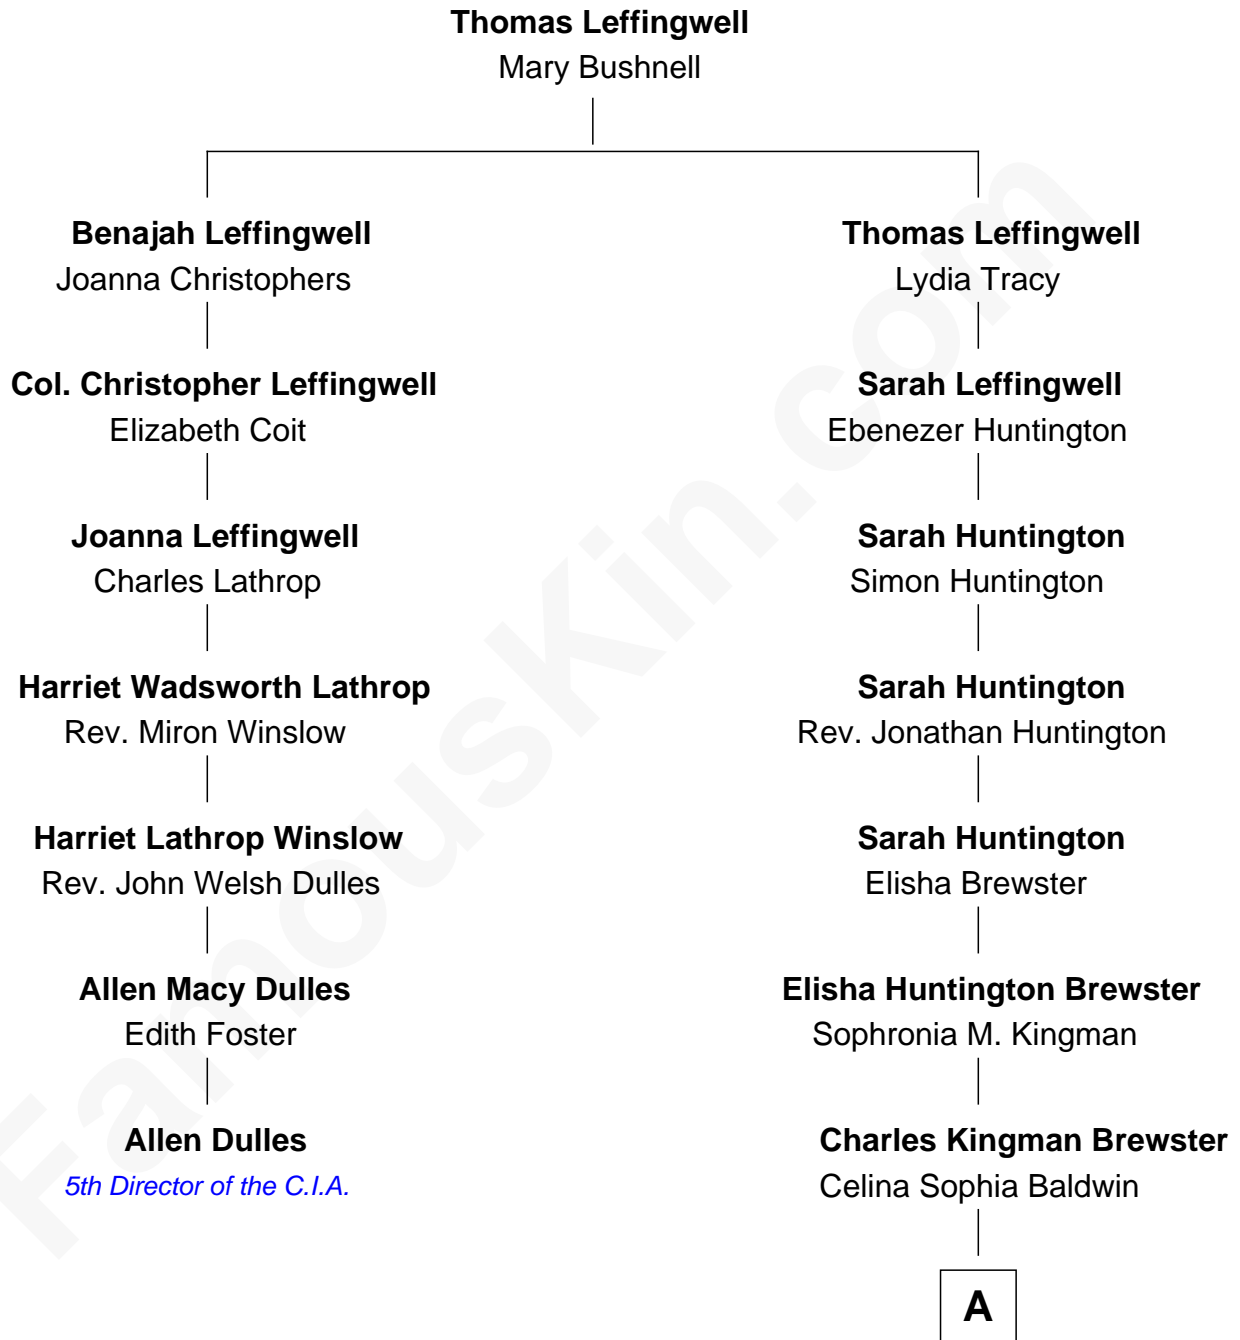 Thomas Leffingwell
Mary Bushnell
Benajah Leffingwell
Joanna Christophers
Thomas Leffingwell
Lydia Tracy
Col. Christopher Leffingwell
Elizabeth Coit
Sarah Leffingwell
Ebenezer Huntington
Joanna Leffingwell
Charles Lathrop
Sarah Huntington
Simon Huntington
Harriet Wadsworth Lathrop
Rev. Miron Winslow
Sarah Huntington
Rev. Jonathan Huntington
Harriet Lathrop Winslow
Rev. John Welsh Dulles
Sarah Huntington
Elisha Brewster
Allen Macy Dulles
Edith Foster
Elisha Huntington Brewster
Sophronia M. Kingman
Allen Dulles
5th Director of the C.I.A.
Charles Kingman Brewster
Celina Sophia Baldwin
A
FamousKin.com